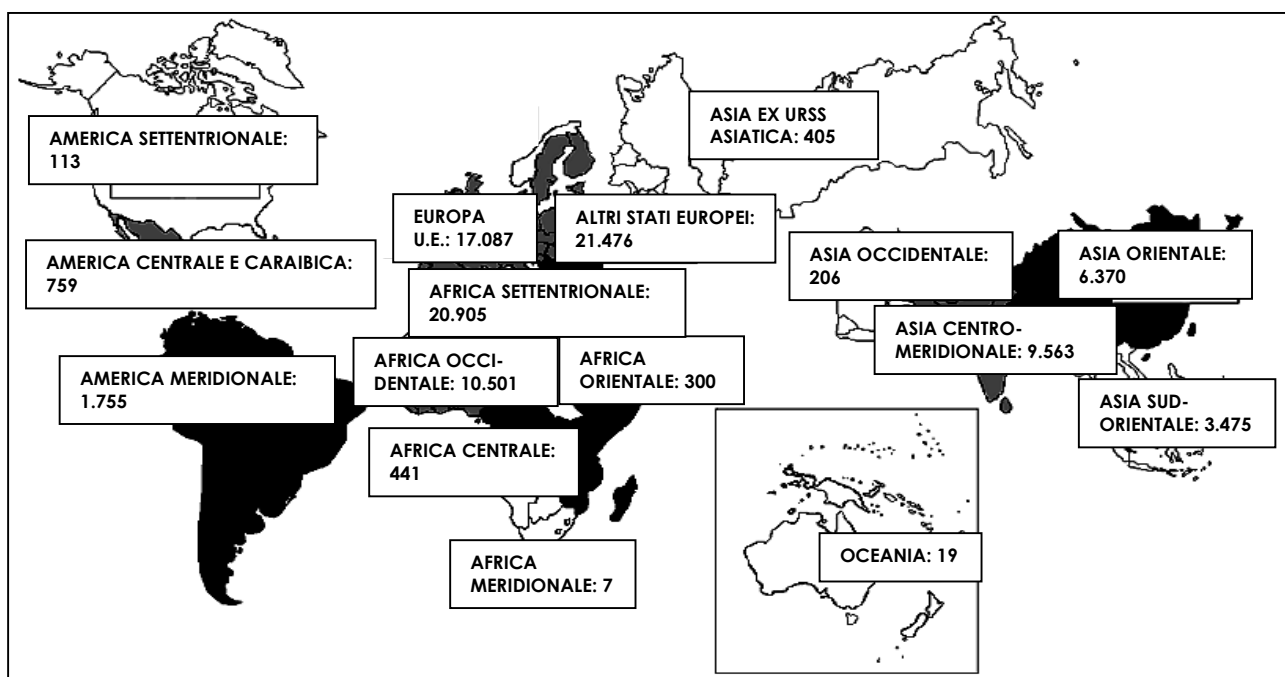 AMERICA SETTENTRIONALE:
113
ASIA EX URSS
ASIATICA: 405
EUROPA
U.E.: 17.087
ALTRI STATI EUROPEI:
21.476
AMERICA CENTRALE E CARAIBICA:
759
ASIA OCCIDENTALE:
206
ASIA ORIENTALE:
6.370
AFRICA SETTENTRIONALE:
20.905
ASIA CENTRO-
MERIDIONALE: 9.563
AMERICA MERIDIONALE:
1.755
AFRICA OCCI-
DENTALE: 10.501
AFRICA
ORIENTALE: 300
ASIA SUD-
ORIENTALE: 3.475
AFRICA CENTRALE:
441
AFRICA
MERIDIONALE: 7
OCEANIA: 19